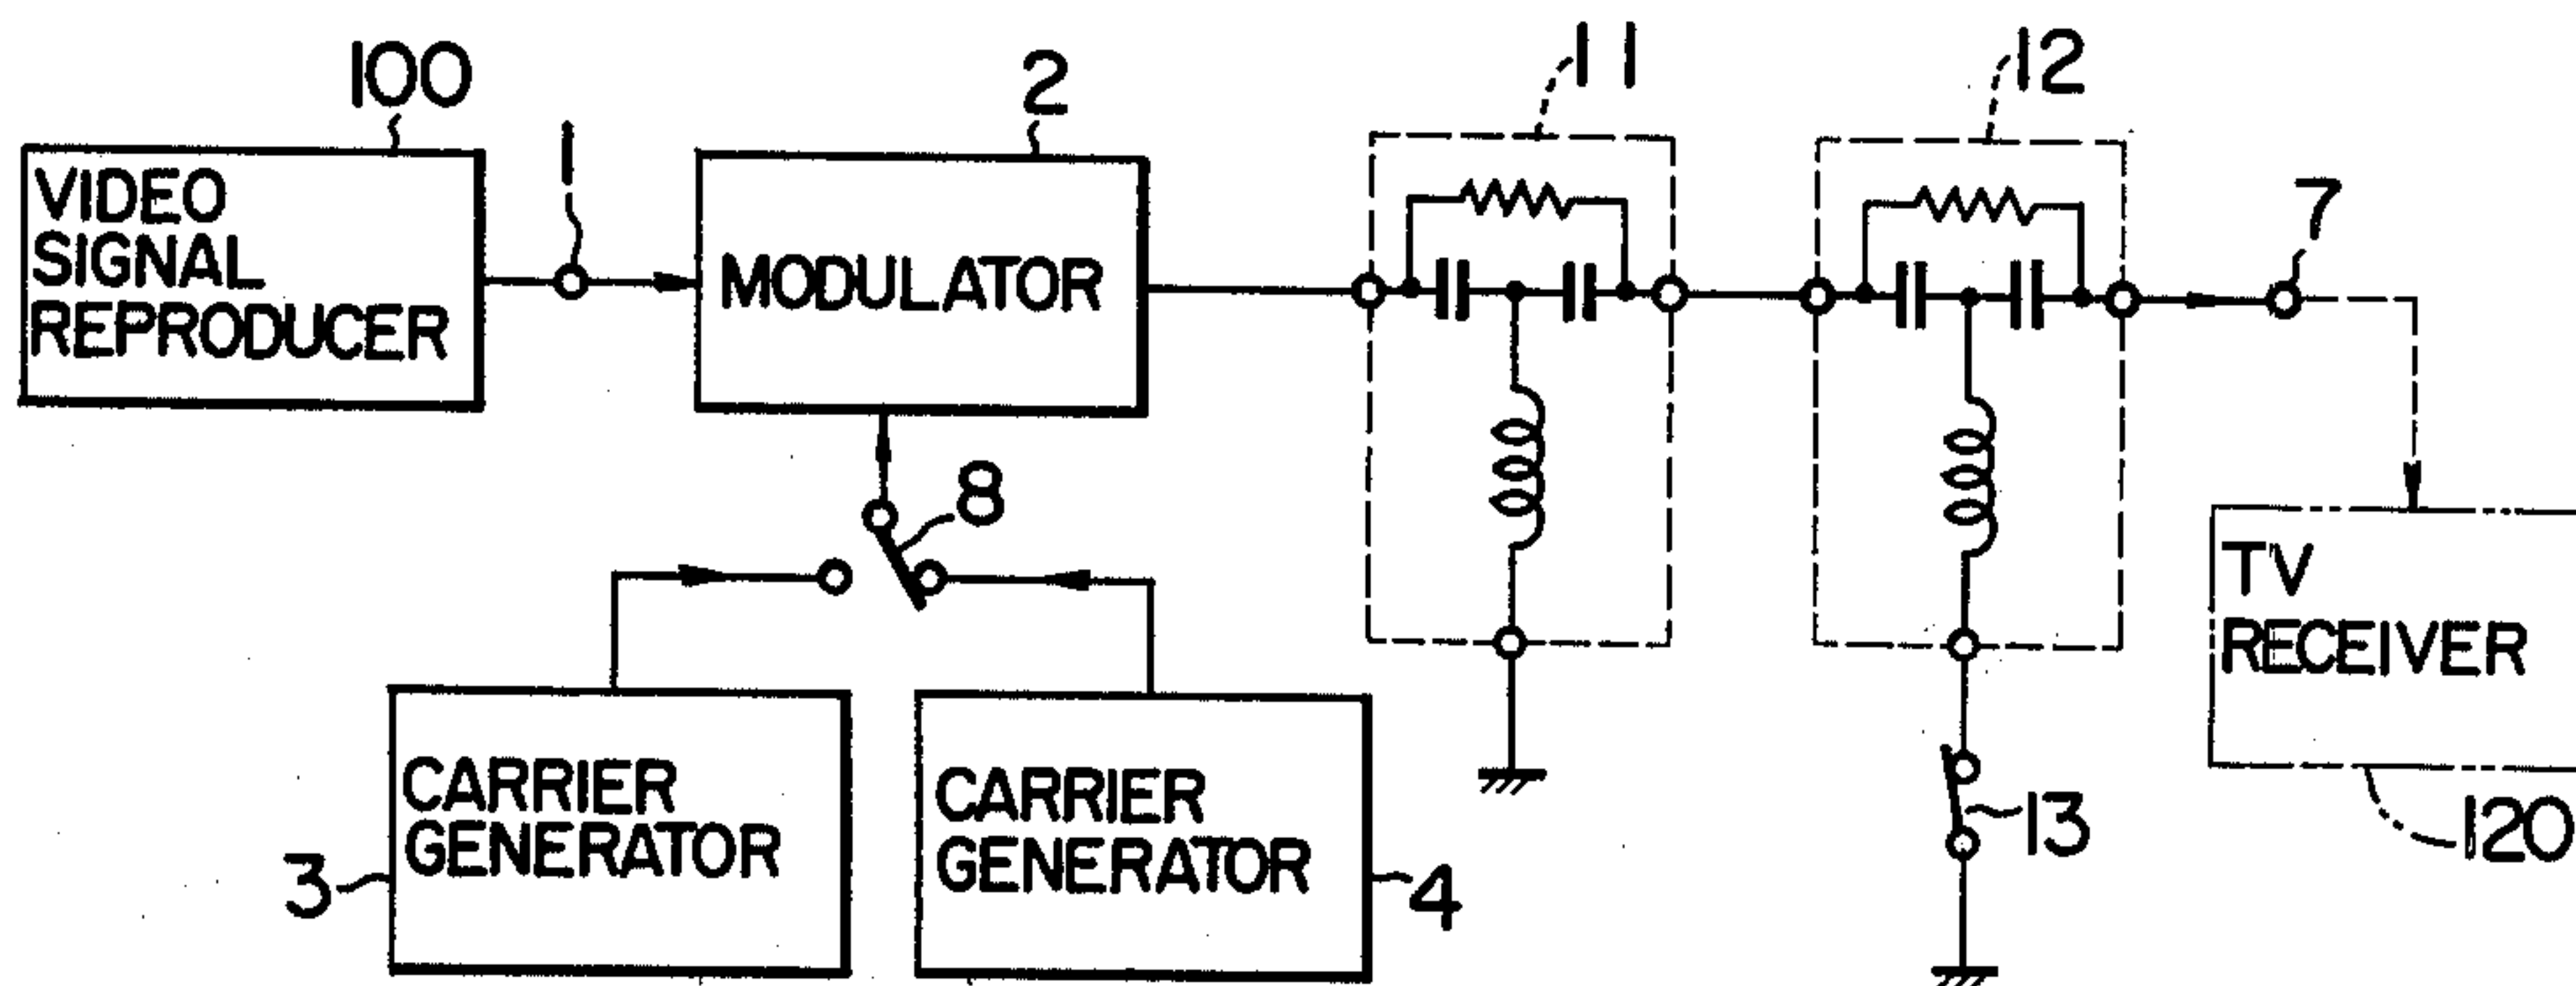 100
VIDEO
SIGNAL
REPRODUCER
1
2
MODULATOR
11
12
7
8
CARRIER
GENERATOR
3
CARRIER
GENERATOR
4
13
TV
RECEIVER
120